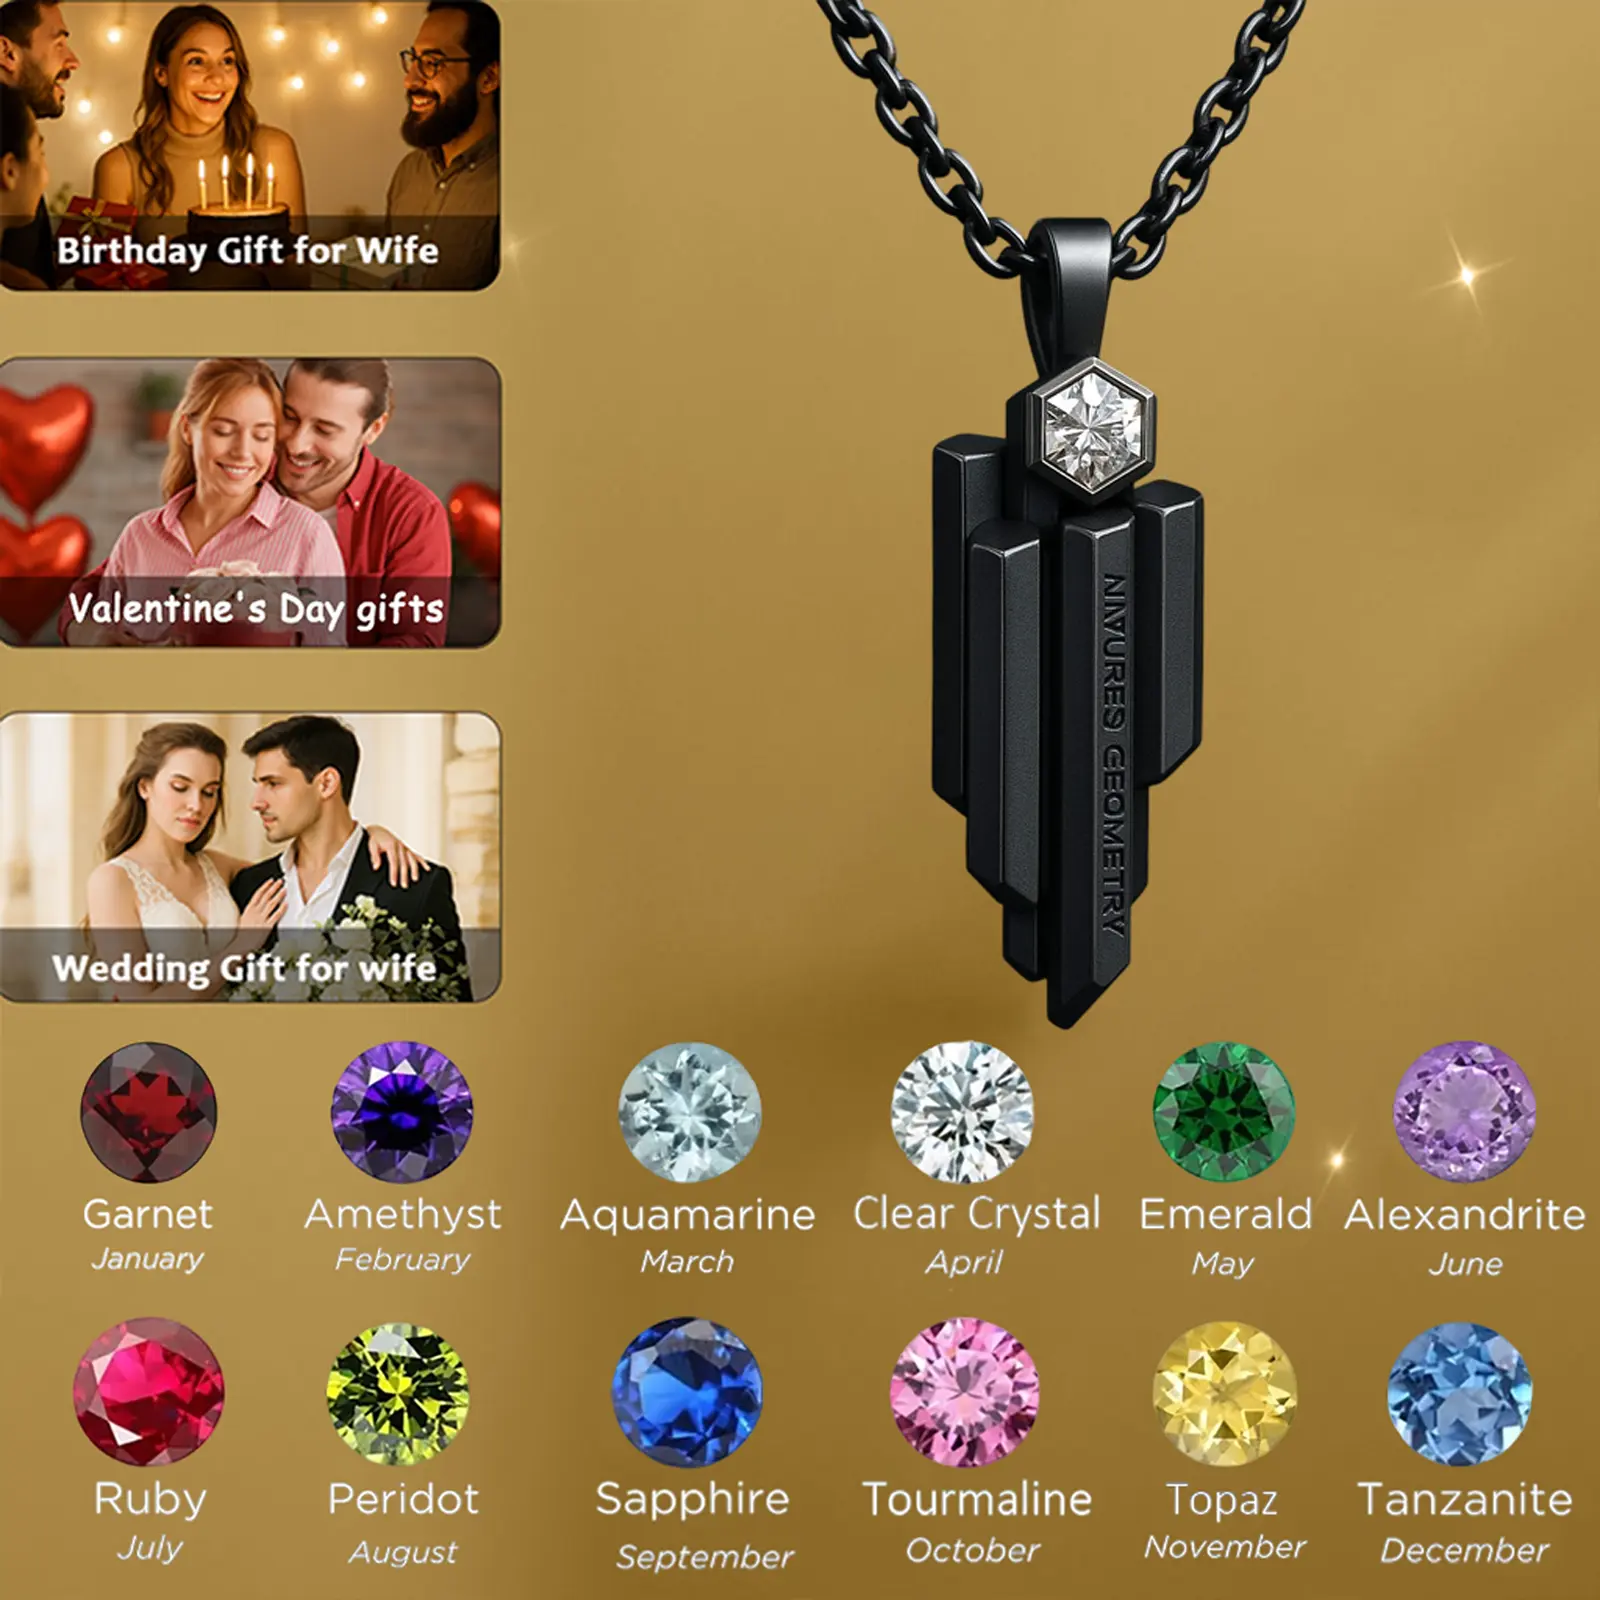 Birthday Gift for Wife
Valentine's Day gifts
Wedding Gift for wife
GEOMETRY
Garnet
January
Amethyst
February
Aquamarine
March
Clear Crystal
April
Emerald
May
Alexandrite
June
Ruby
July
Peridot
August
Sapphire
September
Tourmaline
October
Topaz
November
Tanzanite
December